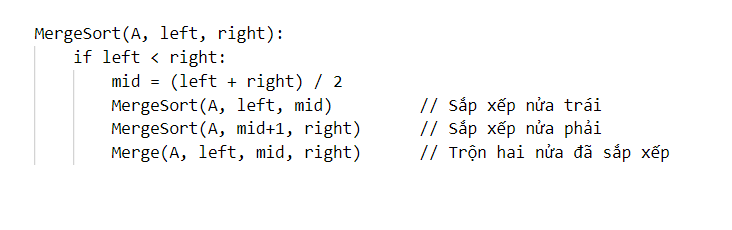 MergeSort(A, left, right):
if left < right:
mid = (left + right) / 2
MergeSort(A, left, mid) // Sắp xếp nửa trái
MergeSort(A, mid+1, right) // Sắp xếp nửa phải
Merge(A, left, mid, right) // Trộn hai nửa đã sắp xếp